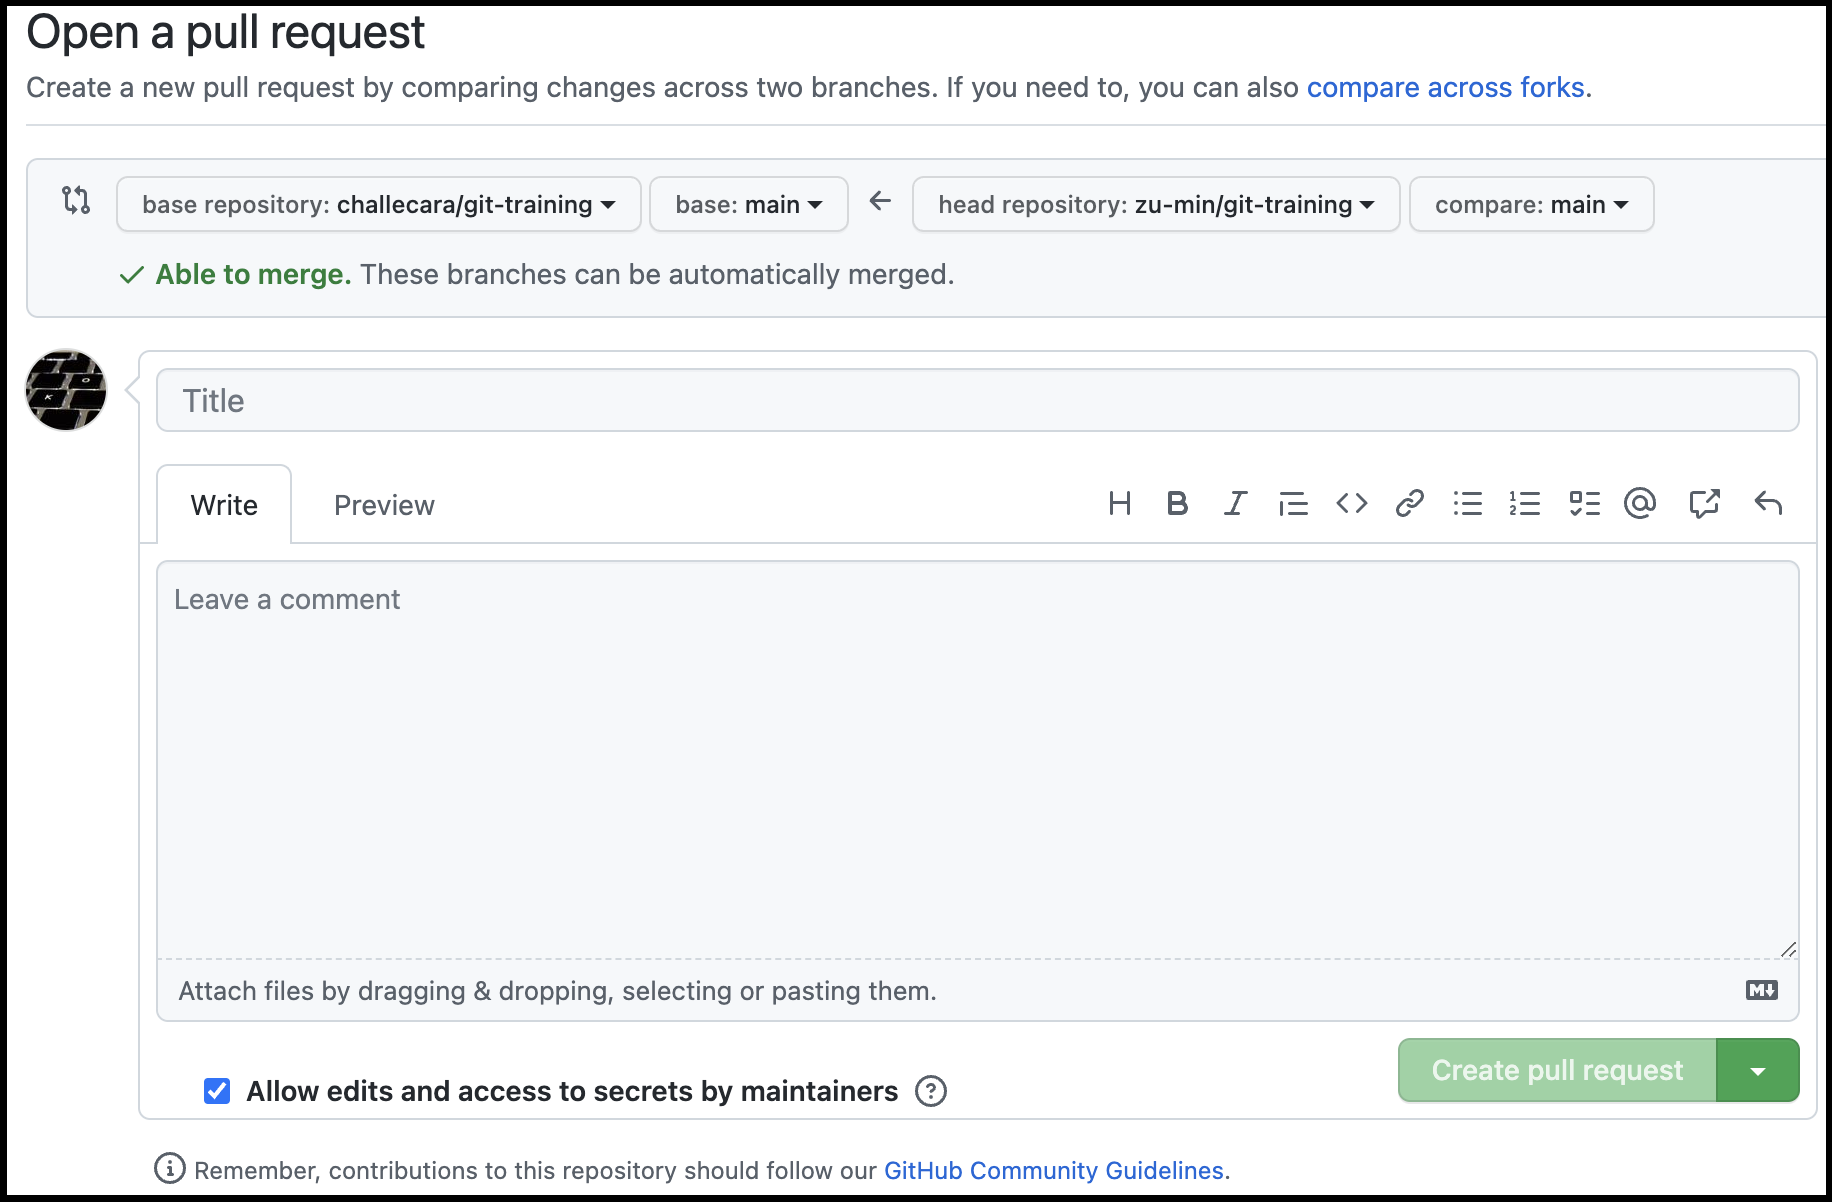 Open a pull request
Create a new pull request by comparing changes across two branches. If you need to, you can also compare across forks.
base repository: challecara/git-training base: main head repository: zu-min/git-training compare: main
Able to merge. These branches can be automatically merged.
Title
Write Preview
Leave a comment
Attach files by dragging & dropping, selecting or pasting them.
Create pull request
Allow edits and access to secrets by maintainers
Remember, contributions to this repository should follow our GitHub Community Guidelines.